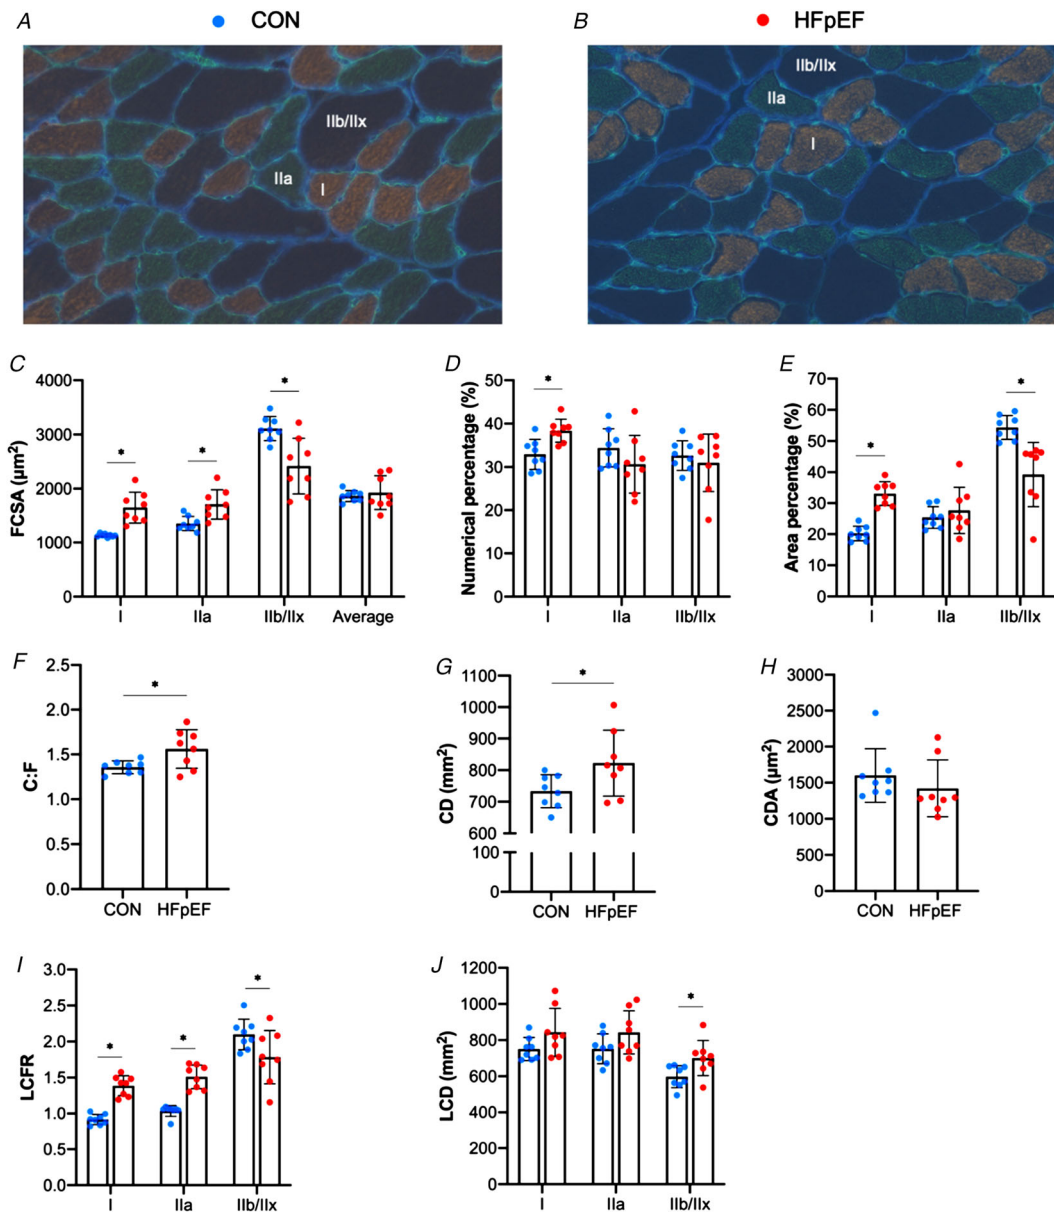 A CON B HFpEF
IIb/IIx
IIa
I
IIb/IIx
IIa
I
C
FCSA (µm²)
4000
3000
2000
1000
0
*
*
*
I IIa IIb/IIx Average
D
Numerical percentage (%)
50
40
30
20
10
0
*
I IIa IIb/IIx
E
Area percentage (%)
70
60
50
40
30
20
10
0
*
*
I IIa IIb/IIx
F
C:F
2.5
2.0
1.5
1.0
0.5
0.0
*
CON HFpEF
G
CD (mm²)
1100
1000
900
800
700
600
100
0
*
CON HFpEF
H
CDA (µm²)
3000
2500
2000
1500
1000
500
0
CON HFpEF
I
LCFR
3.0
2.5
2.0
1.5
1.0
0.5
0.0
*
*
*
I IIa IIb/IIx
J
LCD (mm²)
1200
1000
800
600
400
200
0
*
I IIa IIb/IIx